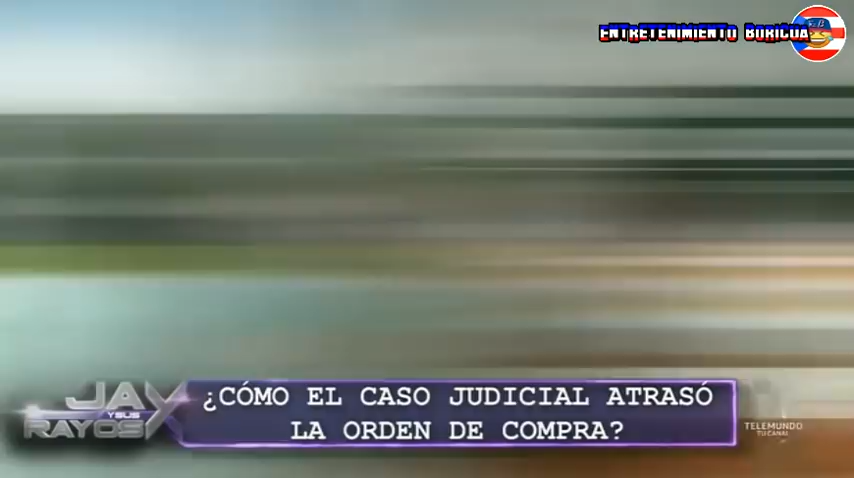 ENTRETENIMIENTO BORICUA
E.B
JAY
Y SUS
RAYOS X
¿CÓMO EL CASO JUDICIAL ATRASÓ
LA ORDEN DE COMPRA?
TELEMUNDO
TU CANAL